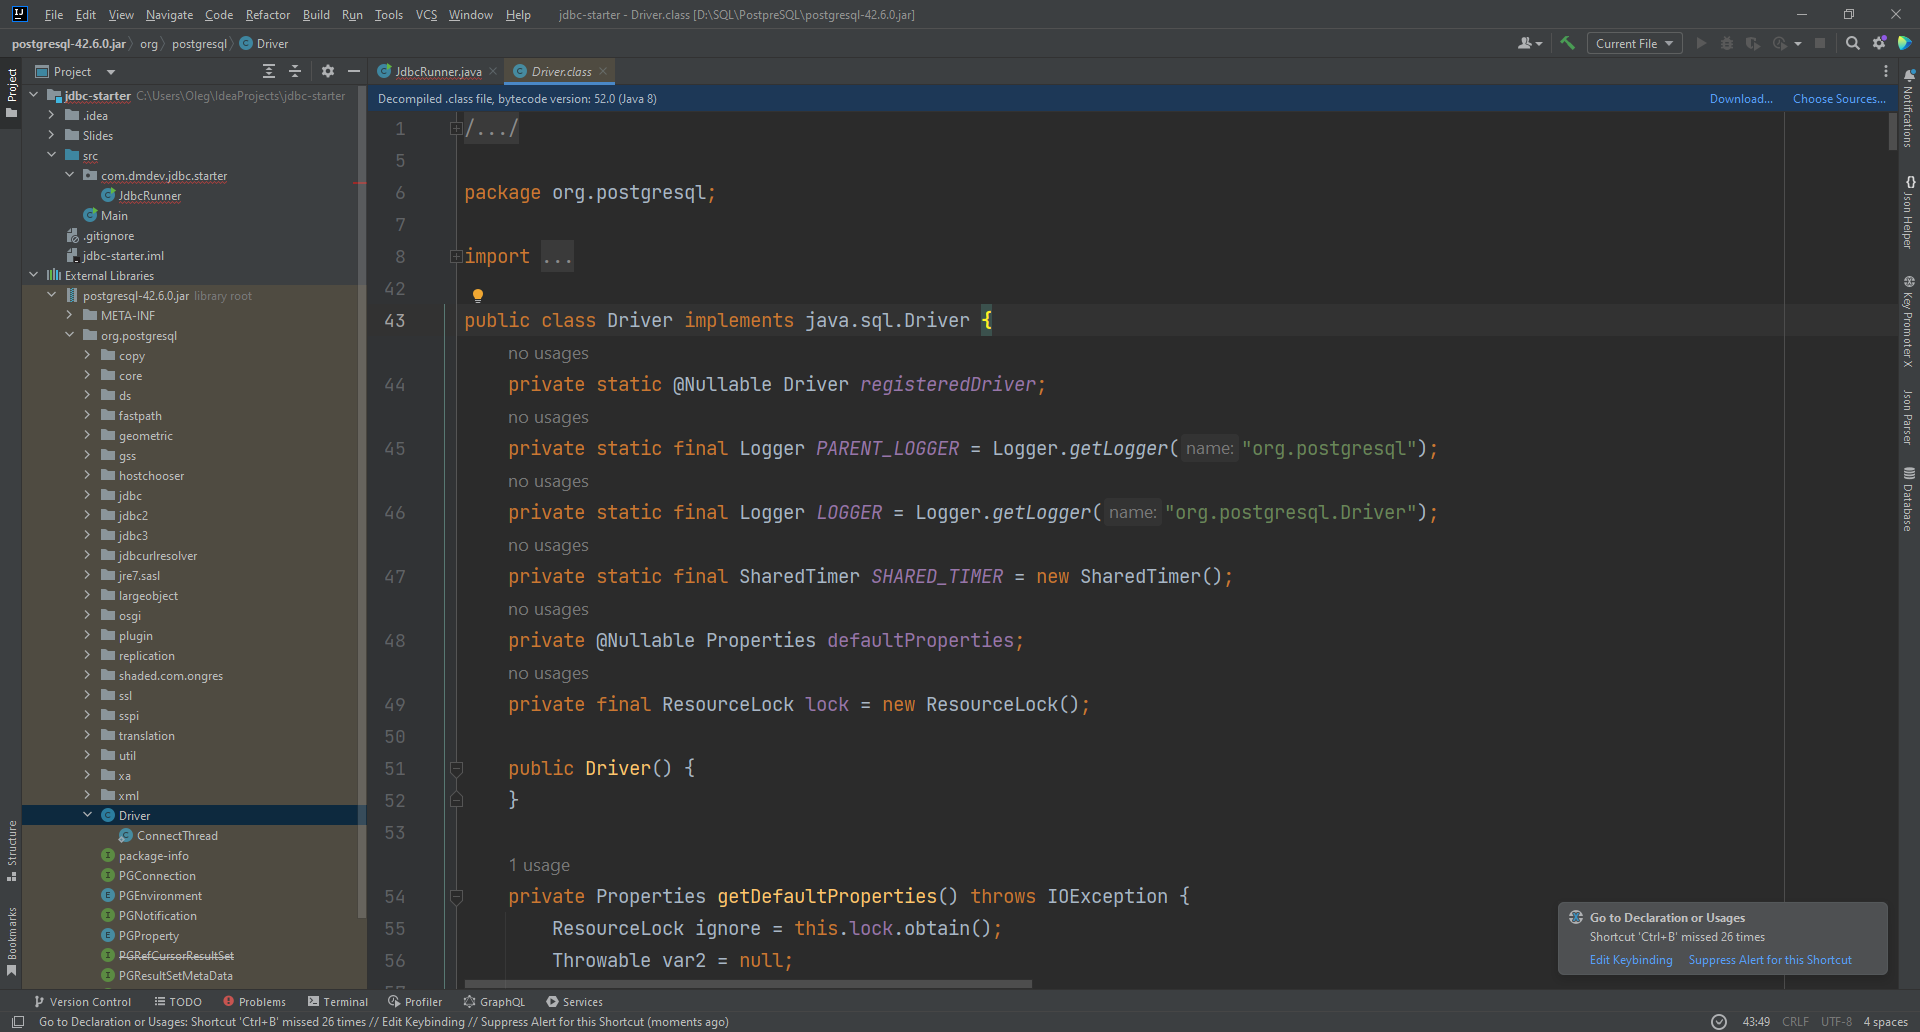 File Edit View Navigate Code Refactor Build Run Tools VCS Window Help jdbc-starter - Driver.class [D:\SQL\PostpreSQL\postgresql-42.6.0.jar]
postgresql-42.6.0.jar org postgresql Driver
Current File
Project
JdbcRunner.java
Driver.class
Decompiled .class file, bytecode version: 52.0 (Java 8)
Download...
Choose Sources...
Project
Structure
Bookmarks
jdbc-starter C:\Users\Oleg\IdeaProjects\jdbc-starter
.idea
Slides
src
com.dmdev.jdbc.starter
JdbcRunner
Main
.gitignore
jdbc-starter.iml
External Libraries
postgresql-42.6.0.jar library root
META-INF
org.postgresql
copy
core
ds
fastpath
geometric
gss
hostchooser
jdbc
jdbc2
jdbc3
jdbcurlresolver
jre7.sasl
largeobject
osgi
plugin
replication
shaded.com.ongres
ssl
sspi
translation
util
xa
xml
Driver
ConnectThread
package-info
PGConnection
PGEnvironment
PGNotification
PGProperty
PGRefCursorResultSet
PGResultSetMetaData
1 /.../
5
6 package org.postgresql;
7
8 import ...
42
43 public class Driver implements java.sql.Driver {
no usages
44 private static @Nullable Driver registeredDriver;
no usages
45 private static final Logger PARENT_LOGGER = Logger.getLogger( name: "org.postgresql");
no usages
46 private static final Logger LOGGER = Logger.getLogger( name: "org.postgresql.Driver");
no usages
47 private static final SharedTimer SHARED_TIMER = new SharedTimer();
no usages
48 private @Nullable Properties defaultProperties;
no usages
49 private final ResourceLock lock = new ResourceLock();
50
51 public Driver() {
52 }
53
1 usage
54 private Properties getDefaultProperties() throws IOException {
55 ResourceLock ignore = this.lock.obtain();
56 Throwable var2 = null;
Notifications
{} Json Helper
Key Promoter X
Json Parser
Database
Go to Declaration or Usages
Shortcut 'Ctrl+B' missed 26 times
Edit Keybinding Suppress Alert for this Shortcut
Version Control TODO Problems Terminal Profiler GraphQL Services
Go to Declaration or Usages: Shortcut 'Ctrl+B' missed 26 times // Edit Keybinding // Suppress Alert for this Shortcut (moments ago)
43:49 CRLF UTF-8 4 spaces